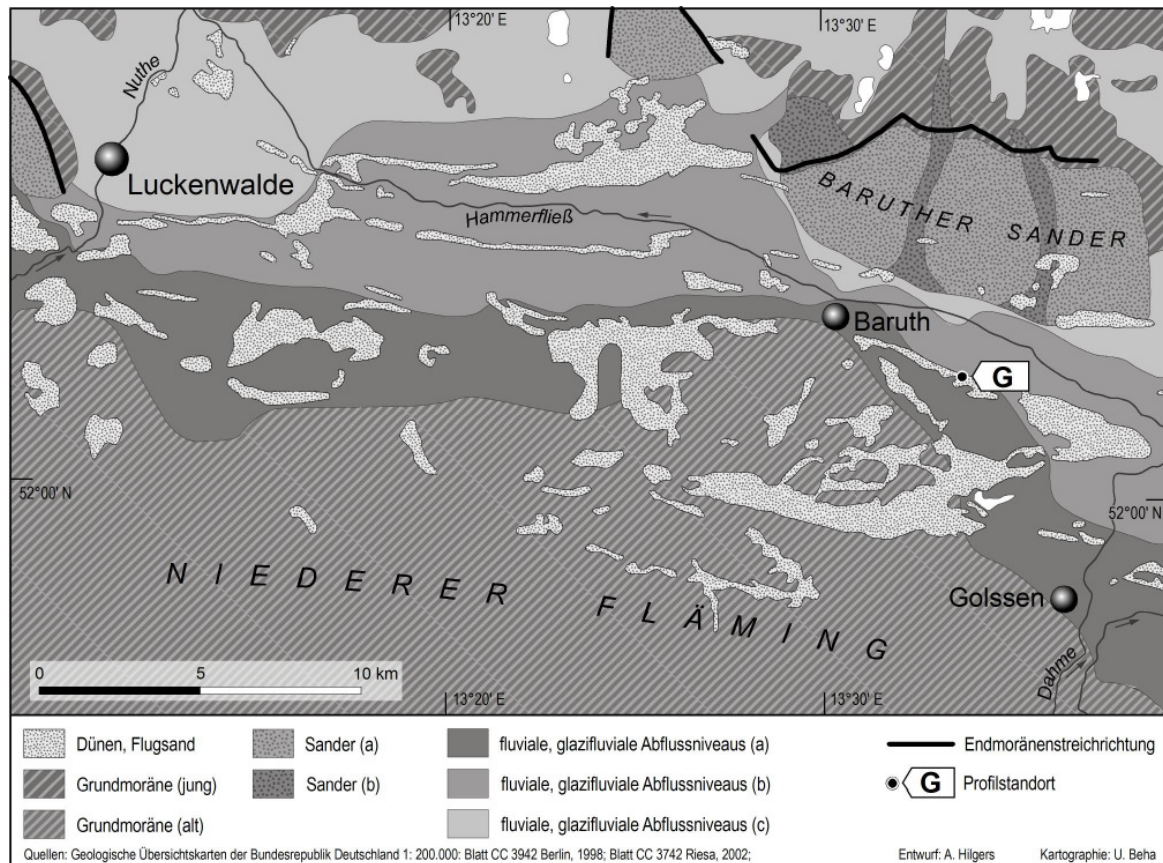 13°20' E
13°30' E
Nuthe
Luckenwalde
Hammerfließ
BARUTHER SANDER
Baruth
G
52°00' N
52°00' N
NIEDERER FLÄMING
Golssen
Dahme
0 5 10 km
13°20' E
13°30' E
Dünen, Flugsand
Grundmoräne (jung)
Grundmoräne (alt)
Sander (a)
Sander (b)
fluviale, glazifluviale Abflussniveaus (a)
fluviale, glazifluviale Abflussniveaus (b)
fluviale, glazifluviale Abflussniveaus (c)
Endmoränenstreichrichtung
G Profilstandort
Quellen: Geologische Übersichtskarten der Bundesrepublik Deutschland 1: 200.000: Blatt CC 3942 Berlin, 1998; Blatt CC 3742 Riesa, 2002;
Entwurf: A. Hilgers
Kartographie: U. Beha